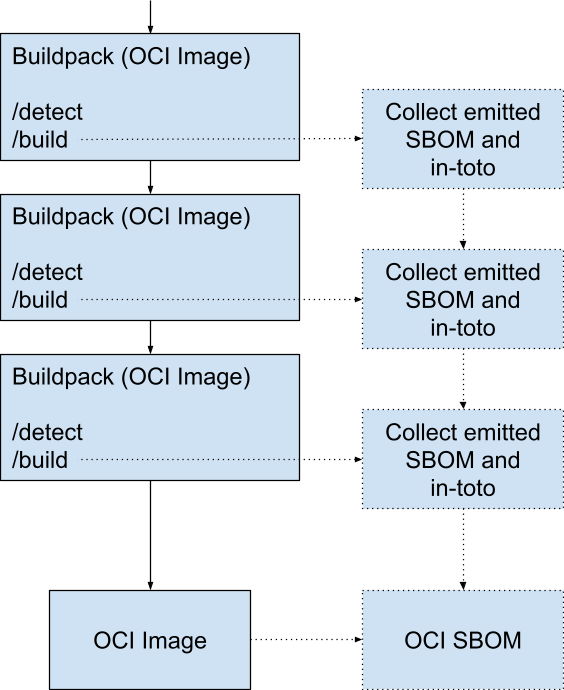 Buildpack (OCI Image)
/detect
/build
Collect emitted
SBOM and
in-toto
Buildpack (OCI Image)
/detect
/build
Collect emitted
SBOM and
in-toto
Buildpack (OCI Image)
/detect
/build
Collect emitted
SBOM and
in-toto
OCI Image
OCI SBOM